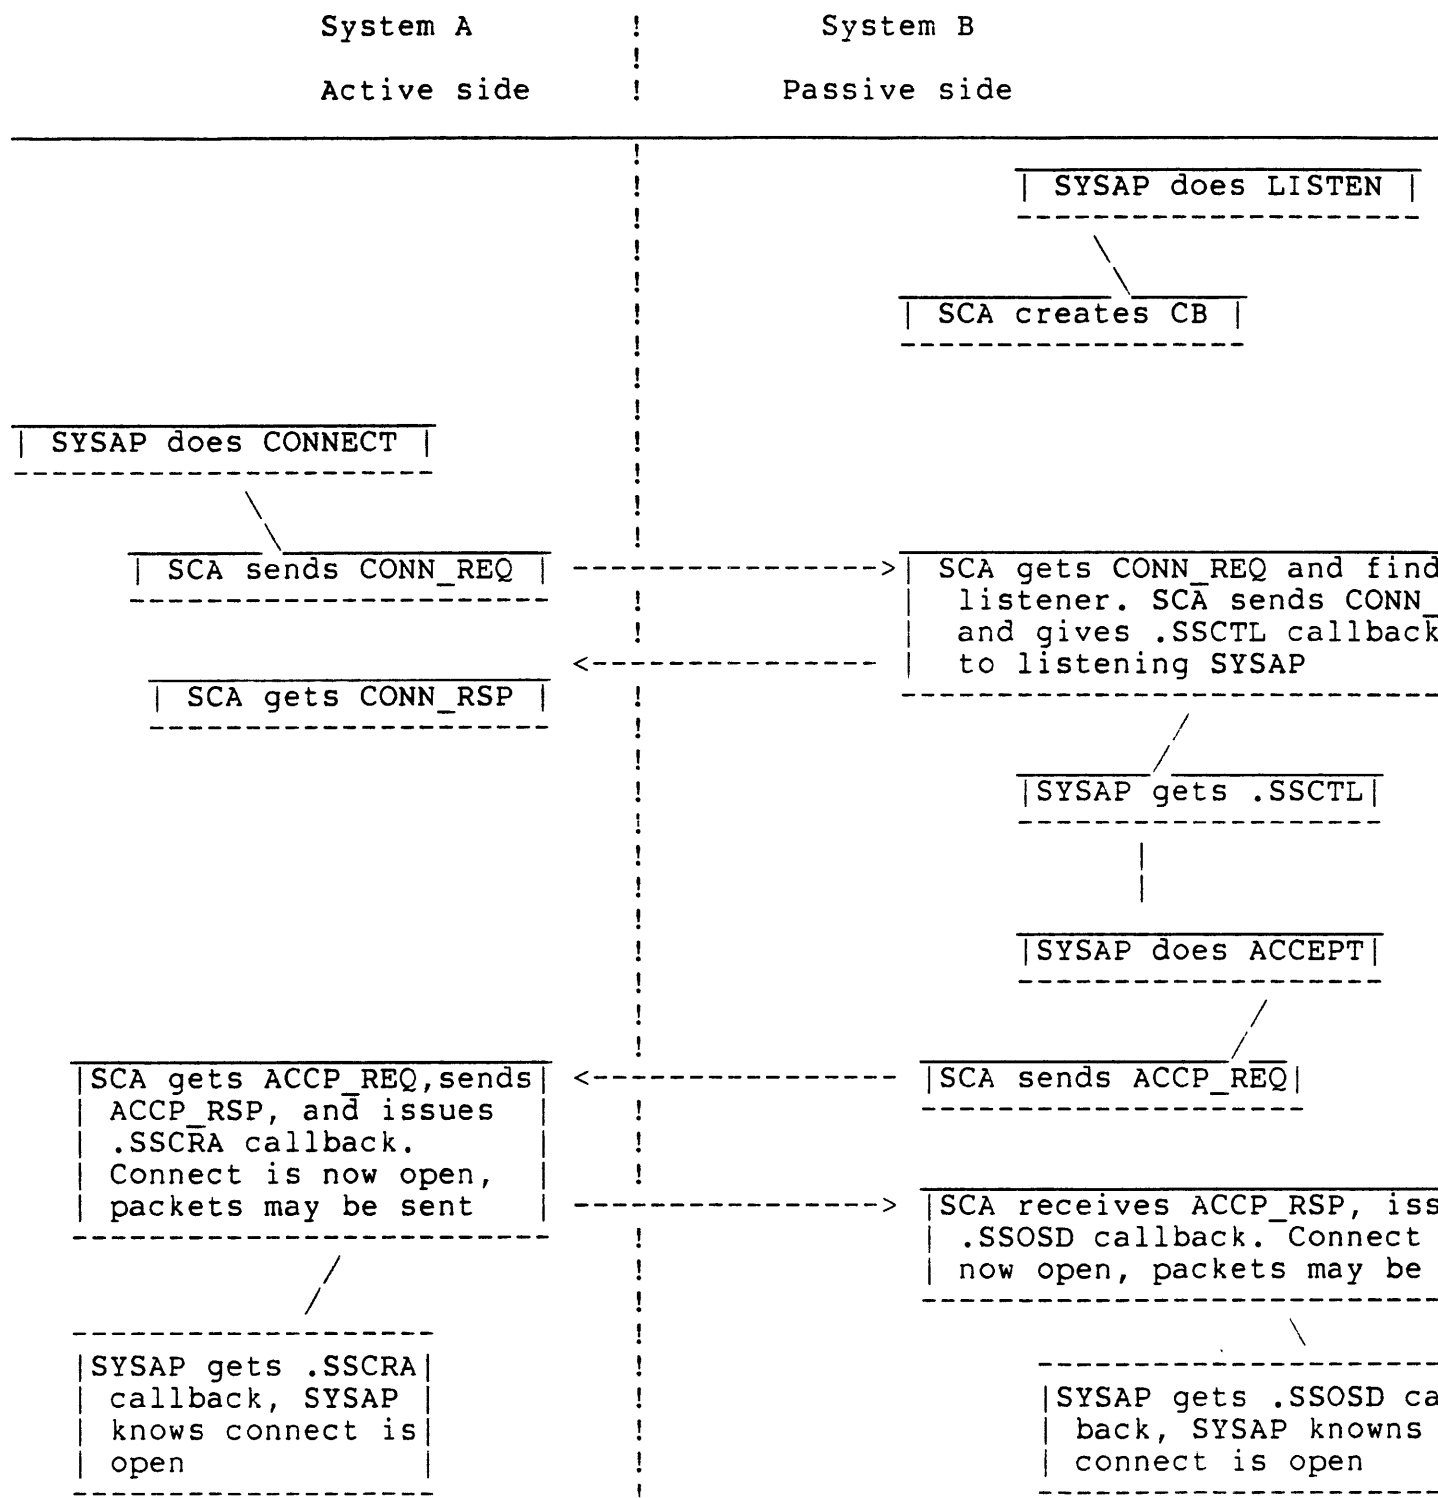 System A ! System B
Active side ! Passive side
| SYSAP does LISTEN |
| SCA creates CB |
| SYSAP does CONNECT |
| SCA sends CONN_REQ | --------------->| SCA gets CONN_REQ and find
listener. SCA sends CONN_
and gives .SSCTL callback
<-------------- | to listening SYSAP
| SCA gets CONN_RSP |
|SYSAP gets .SSCTL|
|SYSAP does ACCEPT|
|SCA gets ACCP_REQ,sends| <--------------- |SCA sends ACCP_REQ|
| ACCP_RSP, and issues |
| .SSCRA callback. |
| Connect is now open, |
| packets may be sent | ---------------> |SCA receives ACCP_RSP, iss
| .SSOSD callback. Connect
| now open, packets may be
|SYSAP gets .SSCRA|
| callback, SYSAP |
| knows connect is|
| open |
|SYSAP gets .SSOSD ca
| back, SYSAP knowns
| connect is open